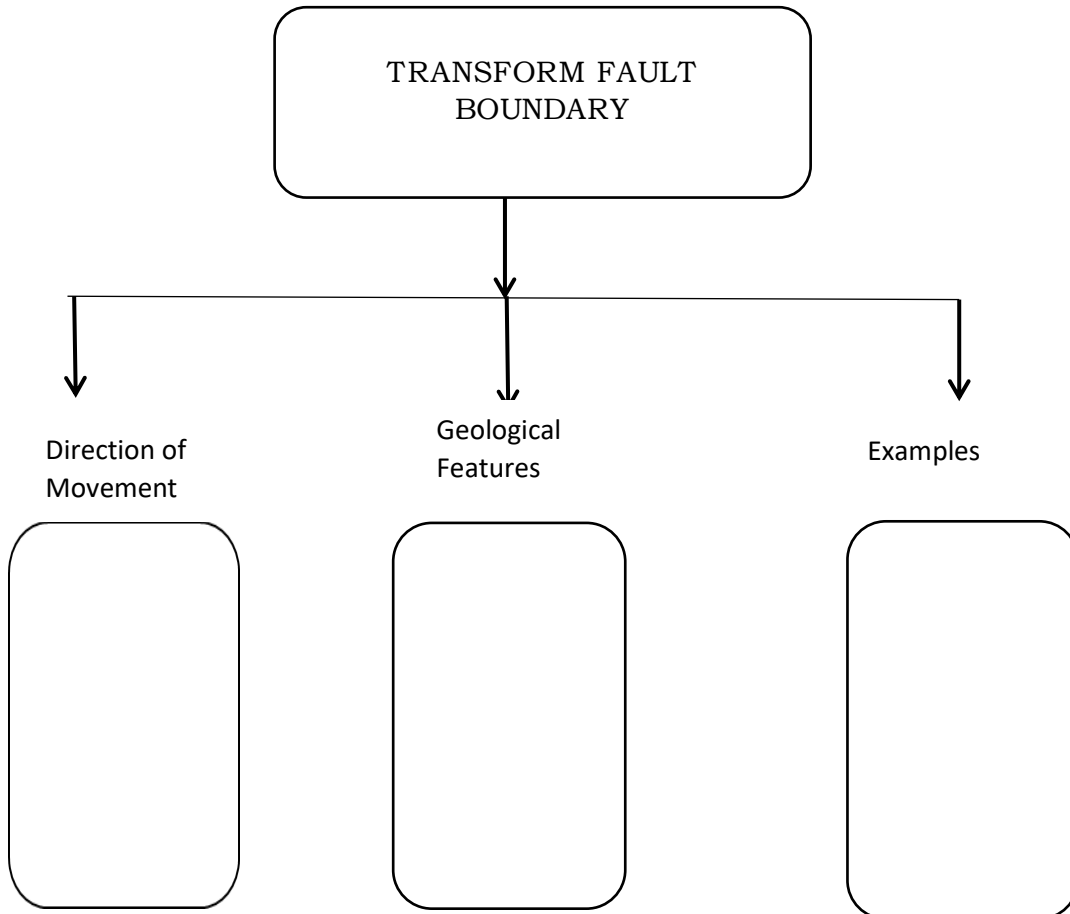 TRANSFORM FAULT
BOUNDARY
Direction of
Movement
Geological
Features
Examples